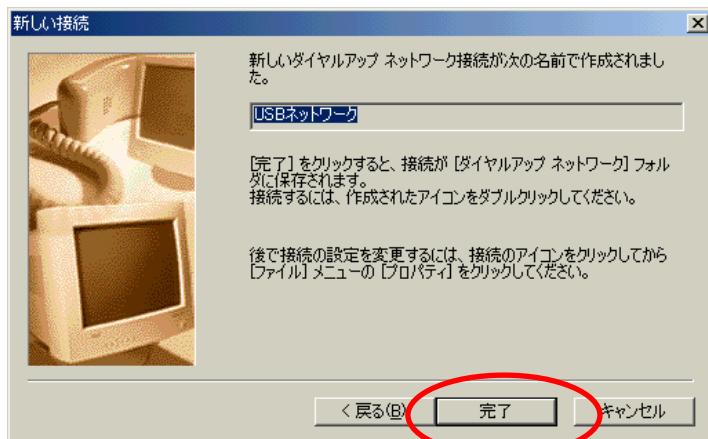 新しい接続
新しいダイヤルアップ ネットワーク接続が次の名前で作成されまし
た。
USBネットワーク
[完了] をクリックすると、接続が [ダイヤルアップ ネットワーク] フォル
ダに保存されます。
接続するには、作成されたアイコンをダブルクリックしてください。
後で接続の設定を変更するには、接続のアイコンをクリックしてから
[ファイル] メニューの [プロパティ] をクリックしてください。
< 戻る(B)
完了
キャンセル